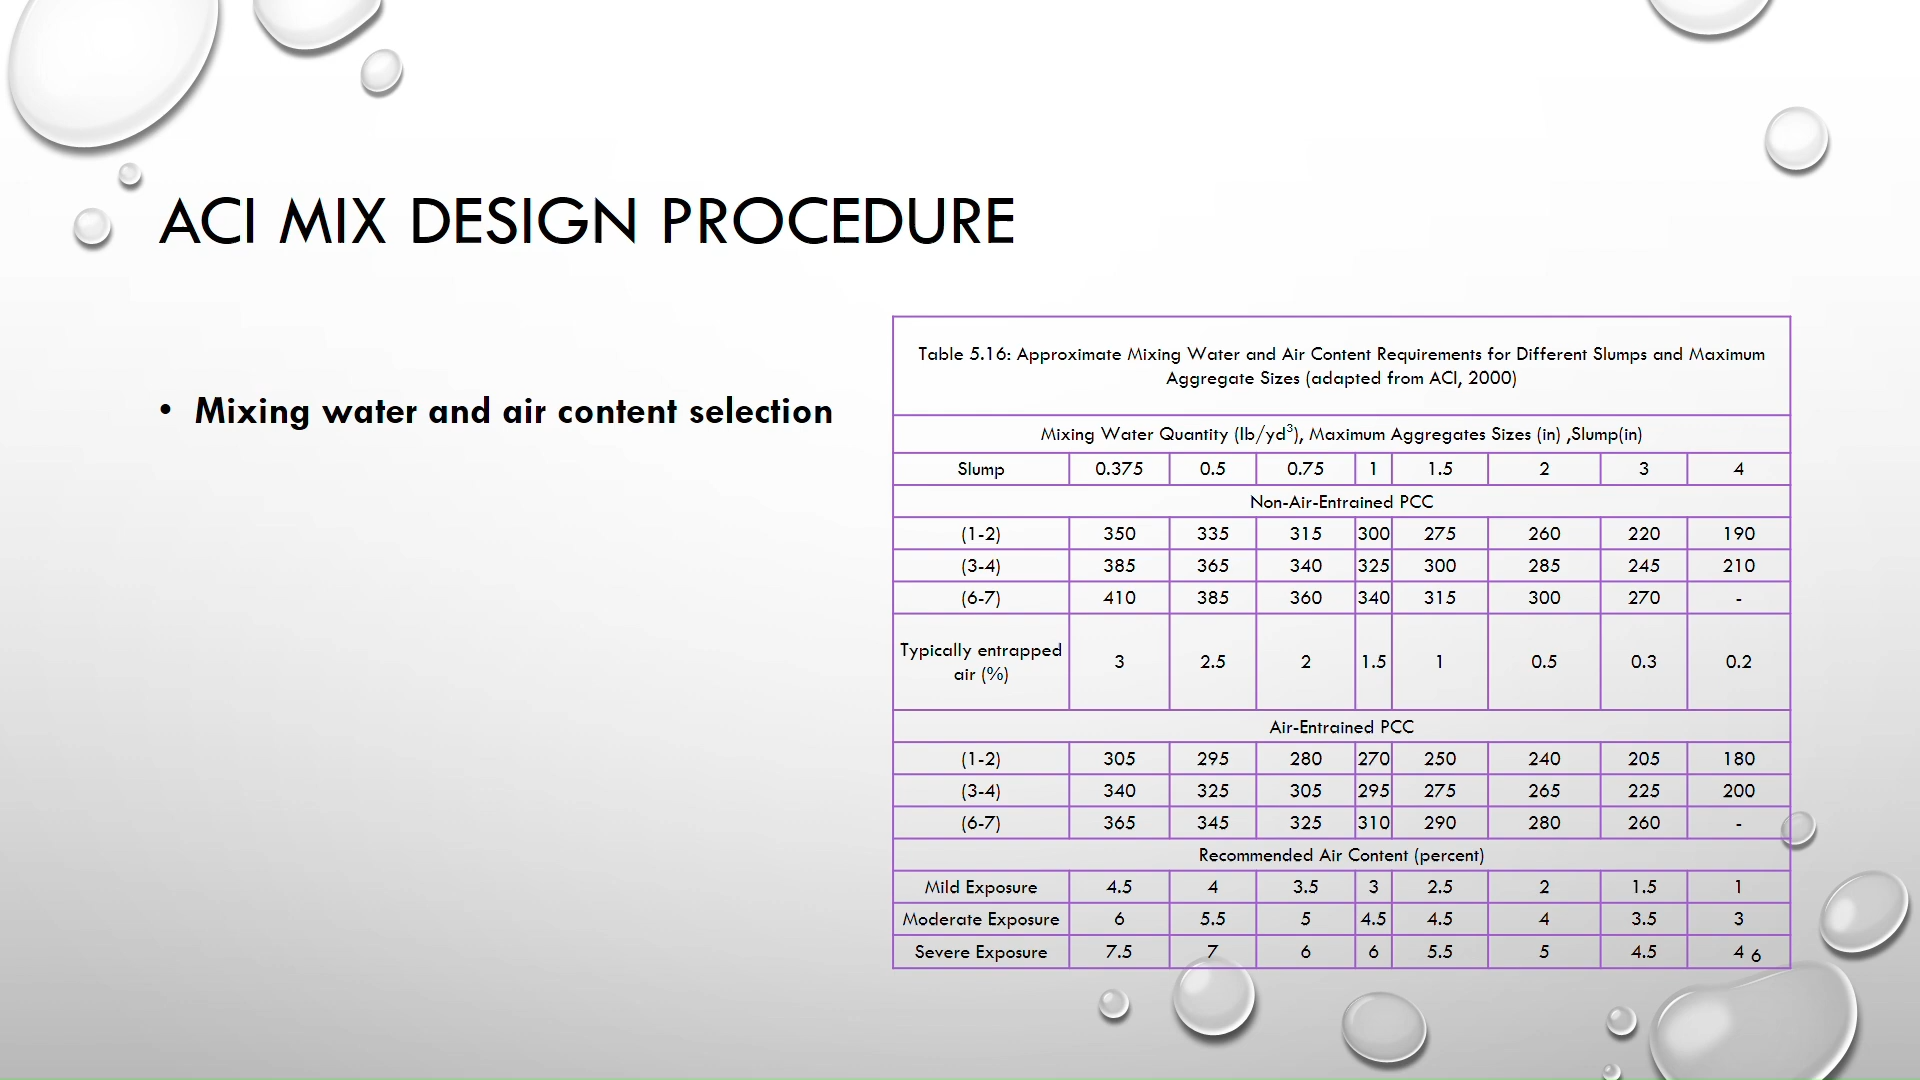 ACI MIX DESIGN PROCEDURE
• Mixing water and air content selection
Table 5.16: Approximate Mixing Water and Air Content Requirements for Different Slumps and Maximum
Aggregate Sizes (adapted from ACI, 2000)
Mixing Water Quantity (lb/yd³), Maximum Aggregates Sizes (in) ,Slump(in)
Slump 0.375 0.5 0.75 1 1.5 2 3 4
Non-Air-Entrained PCC
(1-2) 350 335 315 300 275 260 220 190
(3-4) 385 365 340 325 300 285 245 210
(6-7) 410 385 360 340 315 300 270 -
Typically entrapped
air (%) 3 2.5 2 1.5 1 0.5 0.3 0.2
Air-Entrained PCC
(1-2) 305 295 280 270 250 240 205 180
(3-4) 340 325 305 295 275 265 225 200
(6-7) 365 345 325 310 290 280 260 -
Recommended Air Content (percent)
Mild Exposure 4.5 4 3.5 3 2.5 2 1.5 1
Moderate Exposure 6 5.5 5 4.5 4.5 4 3.5 3
Severe Exposure 7.5 7 6 6 5.5 5 4.5 4
6